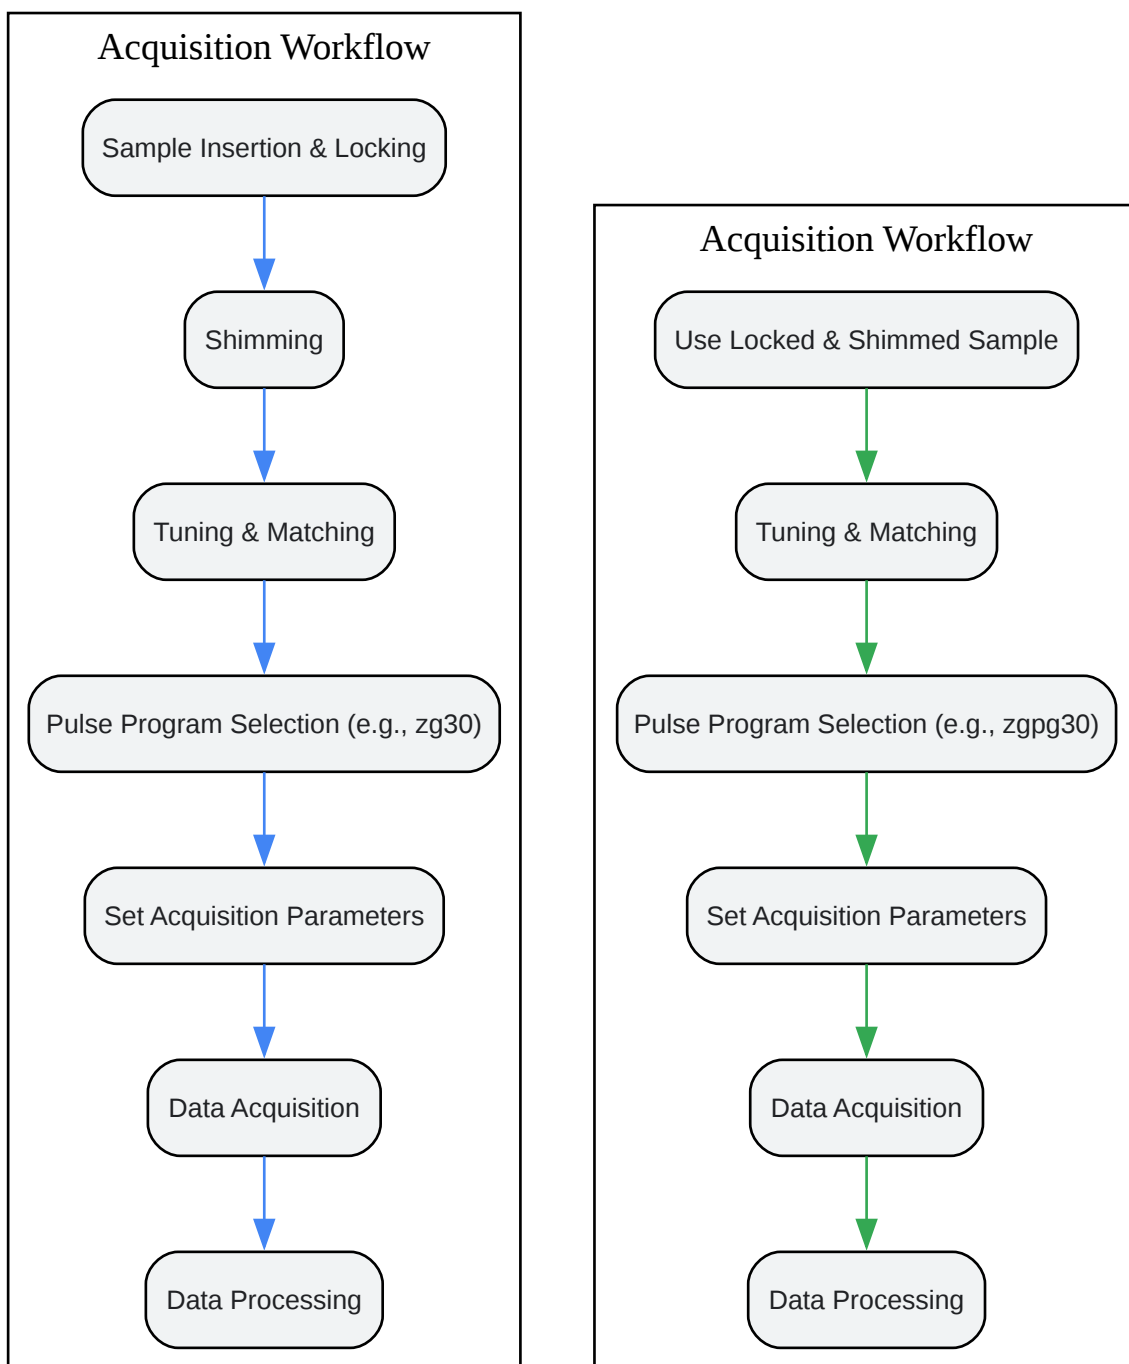 Acquisition Workflow
Sample Insertion & Locking
Shimming
Tuning & Matching
Pulse Program Selection (e.g., zg30)
Set Acquisition Parameters
Data Acquisition
Data Processing
Acquisition Workflow
Use Locked & Shimmed Sample
Tuning & Matching
Pulse Program Selection (e.g., zgpg30)
Set Acquisition Parameters
Data Acquisition
Data Processing